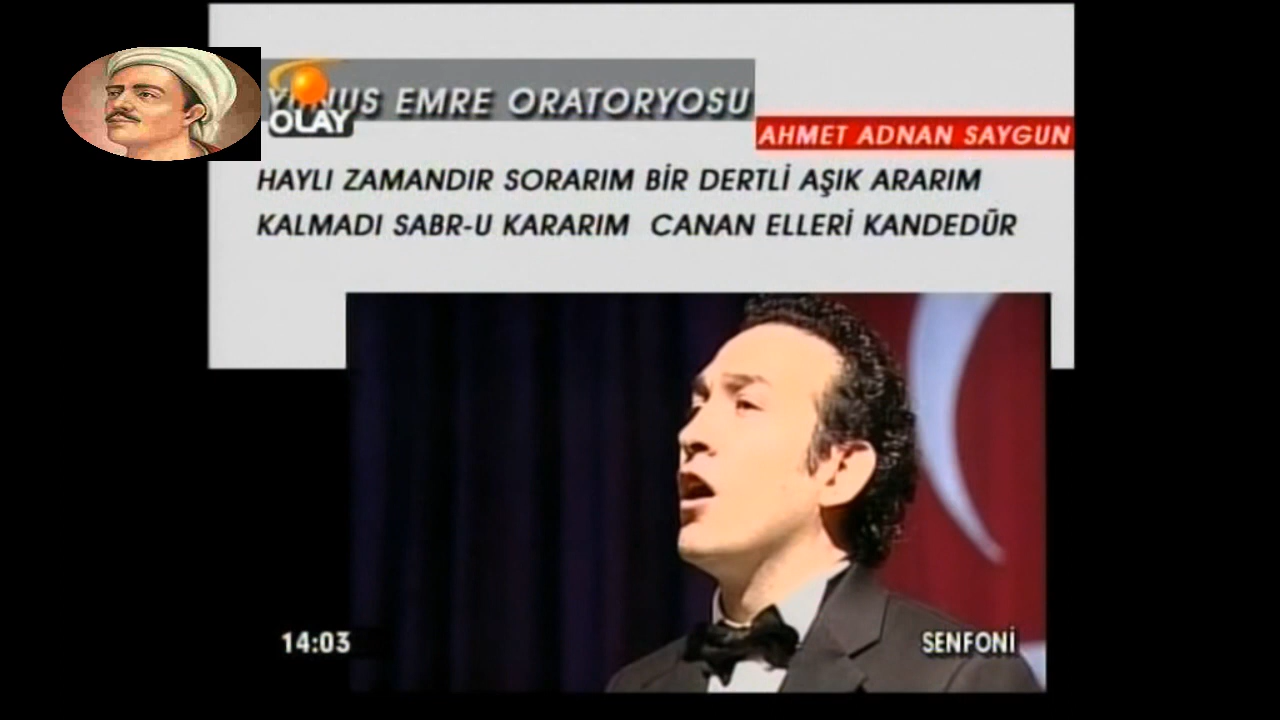 YUNUS EMRE ORATORYOSU
OLAY
AHMET ADNAN SAYGUN
HAYLI ZAMANDIR SORARIM BİR DERTLİ AŞIK ARARIM
KALMADI SABR-U KARARIM CANAN ELLERİ KANDEDÜR
14:03
SENFONİ